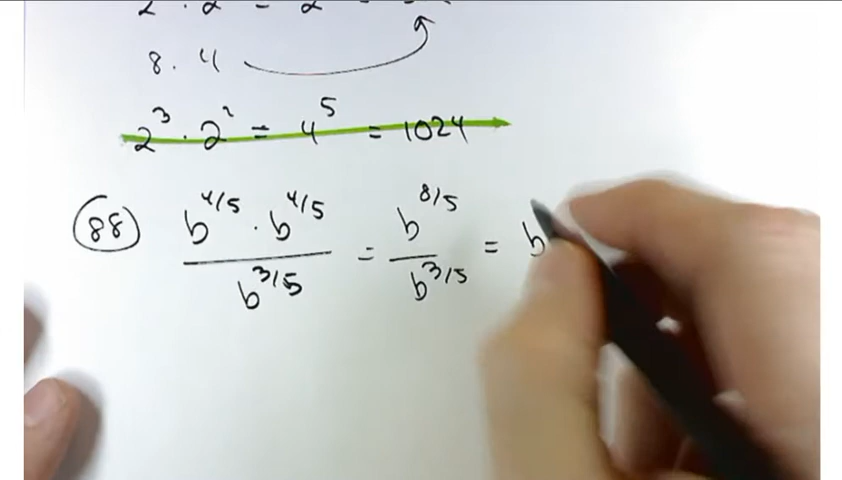 8 · 4
2³ · 2² = 4⁵ = 1024
88 b^4/5 · b^4/5 / b^3/5 = b^8/5 / b^3/5 = b